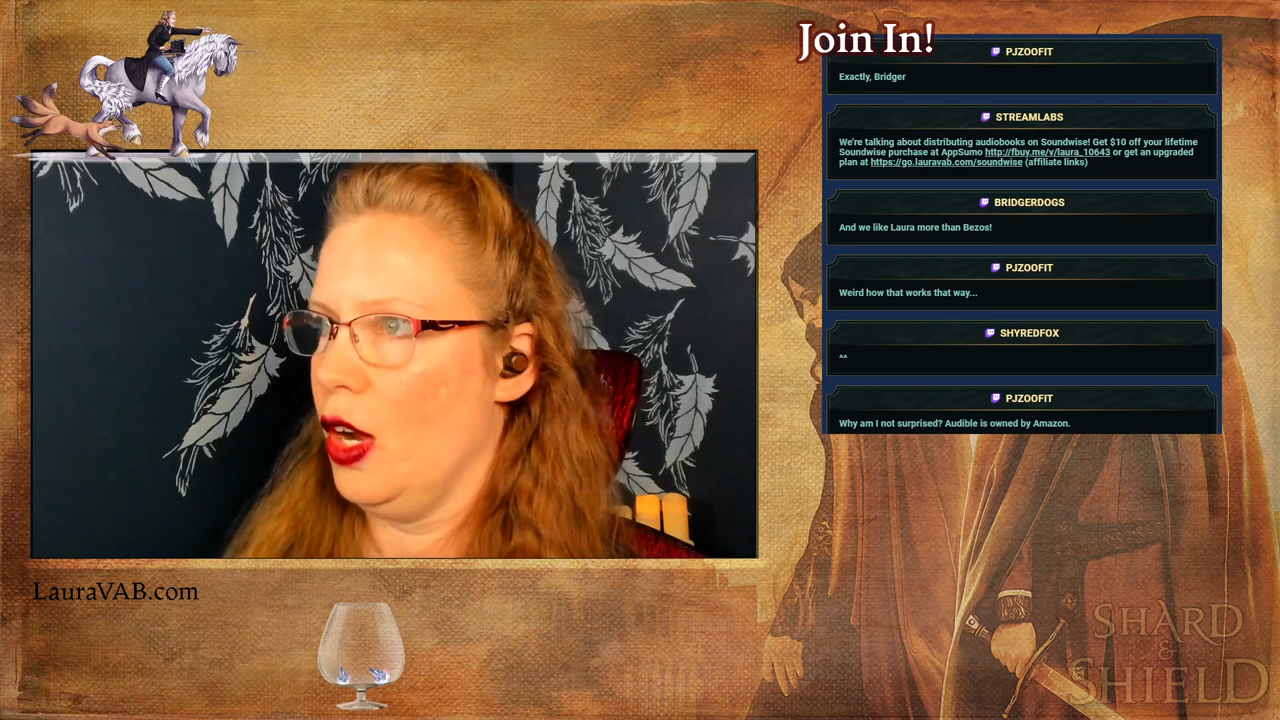 Join In!
PJZOOFIT
Exactly, Bridger
STREAMLABS
We're talking about distributing audiobooks on Soundwise! Get $10 off your lifetime
Soundwise purchase at AppSumo http://fbuy.me/v/laura_10643 or get an upgraded
plan at https://go.lauravab.com/soundwise (affiliate links)
BRIDGERDOGS
And we like Laura more than Bezos!
PJZOOFIT
Weird how that works that way...
SHYREDFOX
^^
PJZOOFIT
Why am I not surprised? Audible is owned by Amazon.
LauraVAB.com
SHARD
&
SHIELD